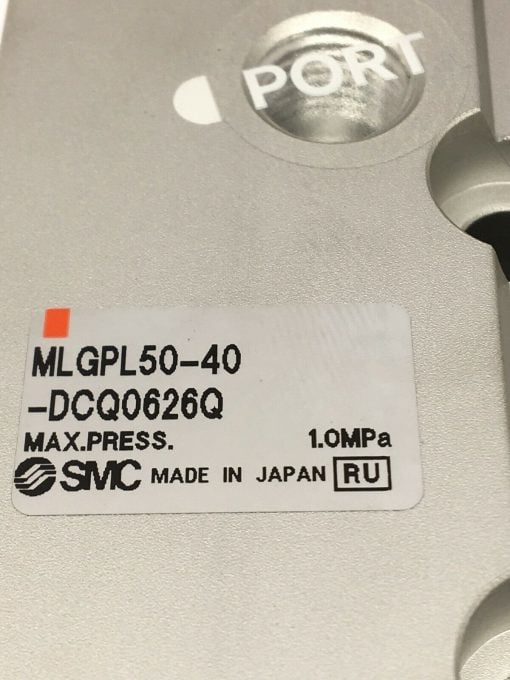 PORT
MLGPL50-40
-DCQ0626Q
MAX.PRESS. 1.0MPa
SMC MADE IN JAPAN RU